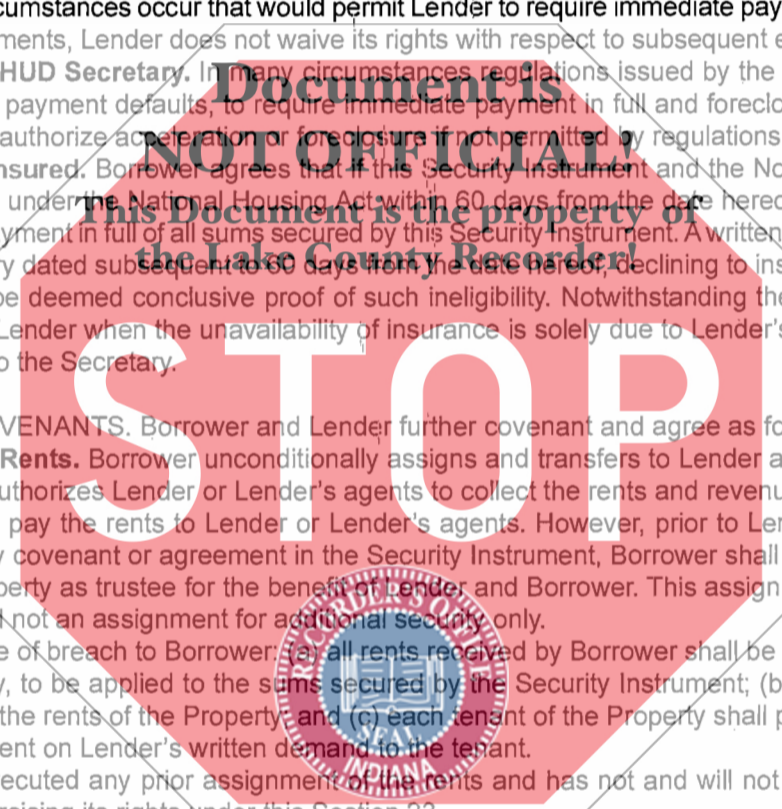 cumstances occur that would permit Lender to require immediate pay
ments, Lender does not waive its rights with respect to subsequent e
HUD Secretary. In many circumstances regulations issued by the
payment defaults, to require immediate payment in full and foreclo
authorize acceleration or foreclosure if not permitted by regulations
nsured. Borrower agrees that if this Security Instrument and the No
under the National Housing Act within 60 days from the date hereo
yment in full of all sums secured by this Security Instrument. A written
y dated subsequent to 60 days from the date hereof, declining to ins
be deemed conclusive proof of such ineligibility. Notwithstanding th
Lender when the unavailability of insurance is solely due to Lender's
o the Secretary.
VENANTS. Borrower and Lender further covenant and agree as fo
Rents. Borrower unconditionally assigns and transfers to Lender a
uthorizes Lender or Lender's agents to collect the rents and revenu
pay the rents to Lender or Lender's agents. However, prior to Len
y covenant or agreement in the Security Instrument, Borrower shall
perty as trustee for the benefit of Lender and Borrower. This assign
d not an assignment for additional security only.
e of breach to Borrower: (a) all rents received by Borrower shall be
y, to be applied to the sums secured by the Security Instrument; (b
the rents of the Property; and (c) each tenant of the Property shall p
ent on Lender's written demand to the tenant.
ecuted any prior assignment of the rents and has not and will not
rcising its rights under this Section
Document is
NOT OFFICIAL!
This Document is the property of
the Lake County Recorder!
STOP
RECORDER'S OFFICE
SEAL
INDIANA